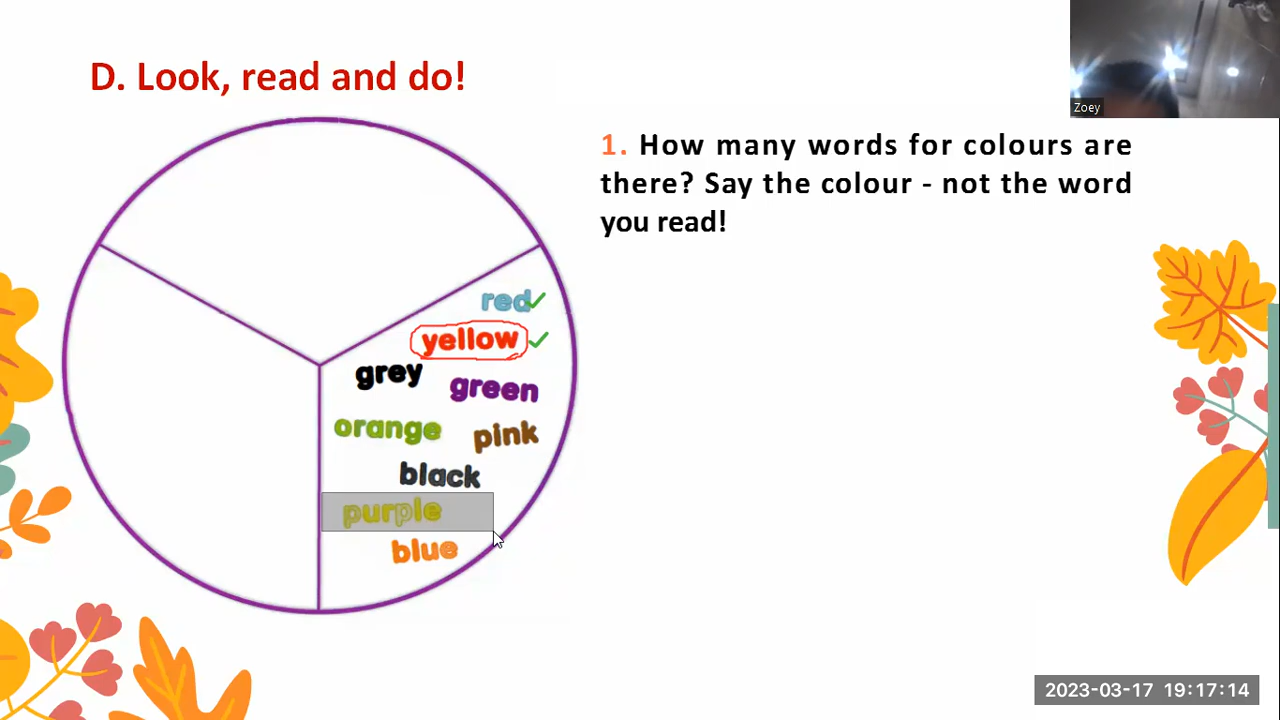 D. Look, read and do!
Zoey
1. How many words for colours are
there? Say the colour - not the word
you read!
red
yellow
grey
green
orange
pink
black
purple
blue
2023-03-17 19:17:14